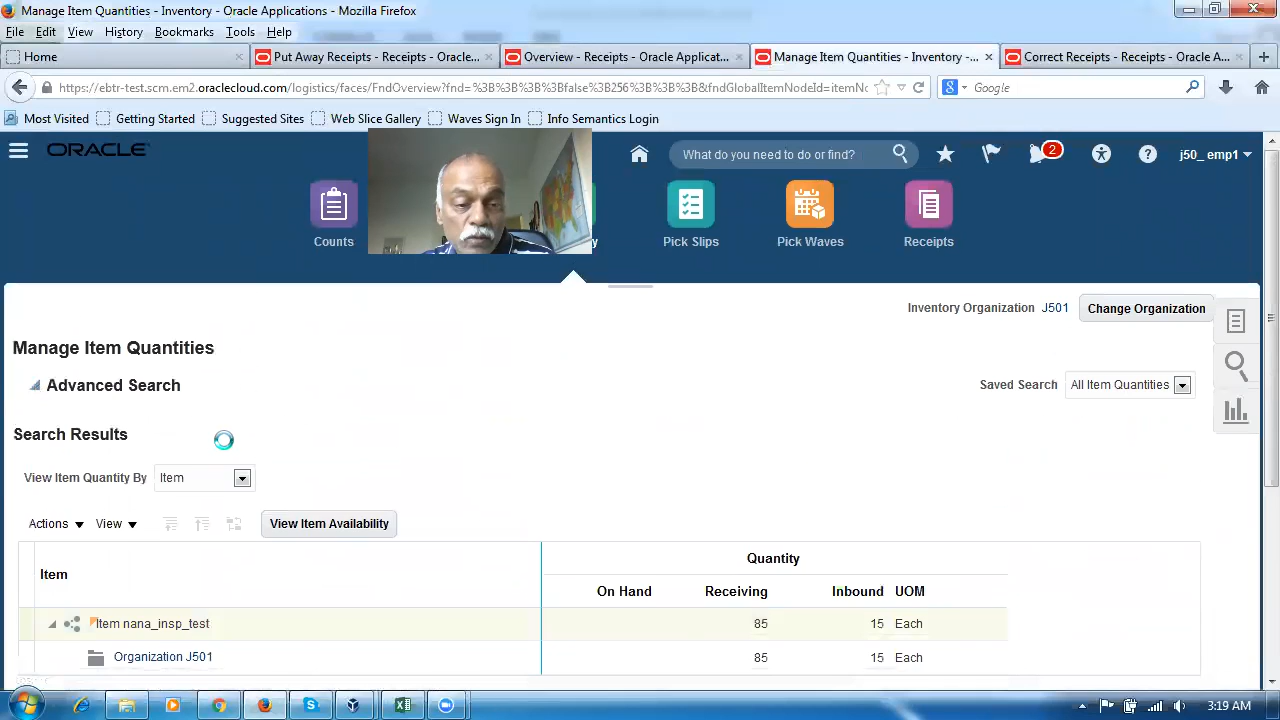 Manage Item Quantities - Inventory - Oracle Applications - Mozilla Firefox
File Edit View History Bookmarks Tools Help
Home
Put Away Receipts - Receipts - Oracle...
Overview - Receipts - Oracle Applicat...
Manage Item Quantities - Inventory -...
Correct Receipts - Receipts - Oracle A...
https://ebtr-test.scm.em2.oraclecloud.com/logistics/faces/FndOverview?fnd=%3B%3B%3B%3Bfalse%3B256%3B%3B%3B&fndGlobalItemNodeId=itemNc
Google
Most Visited Getting Started Suggested Sites Web Slice Gallery Waves Sign In Info Semantics Login
ORACLE
What do you need to do or find?
2
j50_ emp1
Counts
y
Pick Slips
Pick Waves
Receipts
Inventory Organization J501 Change Organization
Manage Item Quantities
Advanced Search
Saved Search All Item Quantities
Search Results
View Item Quantity By Item
Actions View View Item Availability
Quantity
Item
On Hand Receiving Inbound UOM
Item nana_insp_test 85 15 Each
Organization J501 85 15 Each
3:19 AM